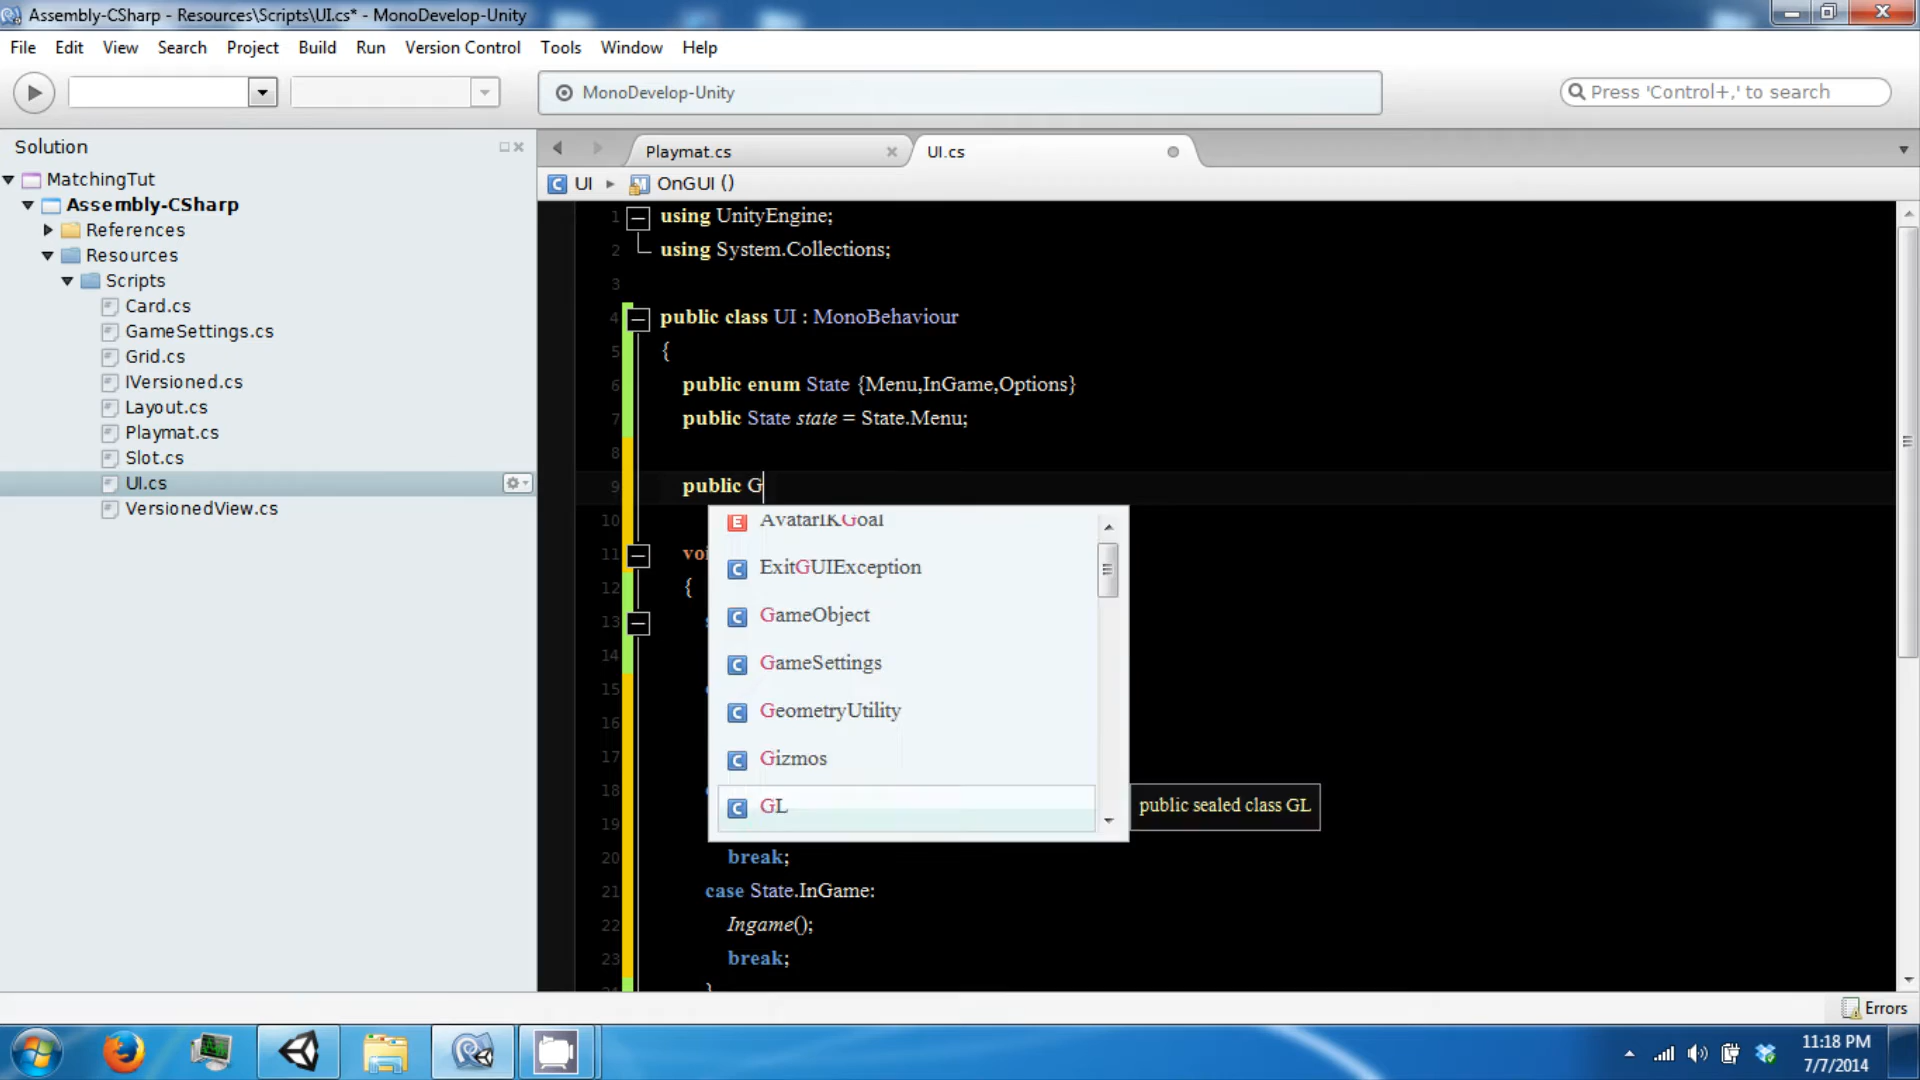 Assembly-CSharp - Resources\Scripts\UI.cs* - MonoDevelop-Unity
File Edit View Search Project Build Run Version Control Tools Window Help
MonoDevelop-Unity
Press 'Control+,' to search
Solution
MatchingTut
Assembly-CSharp
References
Resources
Scripts
Card.cs
GameSettings.cs
Grid.cs
IVersioned.cs
Layout.cs
Playmat.cs
Slot.cs
UI.cs
VersionedView.cs
Playmat.cs UI.cs
UI OnGUI ()
1 using UnityEngine;
2 using System.Collections;
3
4 public class UI : MonoBehaviour
5 {
6 public enum State {Menu,InGame,Options}
7 public State state = State.Menu;
8
9 public G
10
11 voi
12 {
13
14
15
16
17
18
19
20 break;
21 case State.InGame:
22 Ingame();
23 break;
}
AvatarIKGoal
ExitGUIException
GameObject
GameSettings
GeometryUtility
Gizmos
GL
public sealed class GL
Errors
11:18 PM
7/7/2014